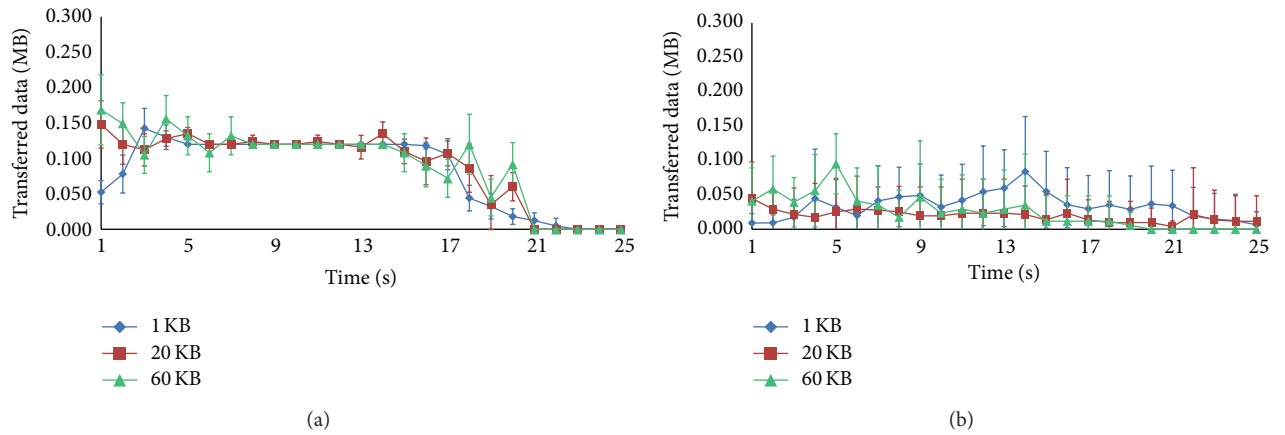 Transferred data (MB)
0.300
0.250
0.200
0.150
0.100
0.050
0.000
1 5 9 13 17 21 25
Time (s)
1 KB
20 KB
60 KB
(a)
Transferred data (MB)
0.300
0.250
0.200
0.150
0.100
0.050
0.000
1 5 9 13 17 21 25
Time (s)
1 KB
20 KB
60 KB
(b)